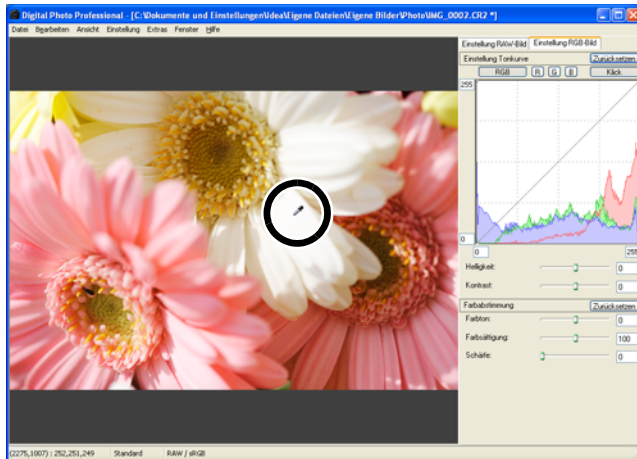 Digital Photo Professional - [C:\Dokumente und Einstellungen\Idea\Eigene Dateien\Eigene Bilder\Photo\IMG_0002.CR2 *]
Datei Bearbeiten Ansicht Einstellung Extras Fenster Hilfe
Einstellung RAW-Bild Einstellung RGB-Bild
Einstellung Tonkurve Zurücksetzen
RGB R G B Klick
255
0
0 255
Helligkeit: 0
Kontrast: 0
Farbabstimmung Zurücksetzen
Farbton: 0
Farbsättigung: 100
Schärfe: 0
(2275,1007) : 252,251,249 Standard RAW / sRGB